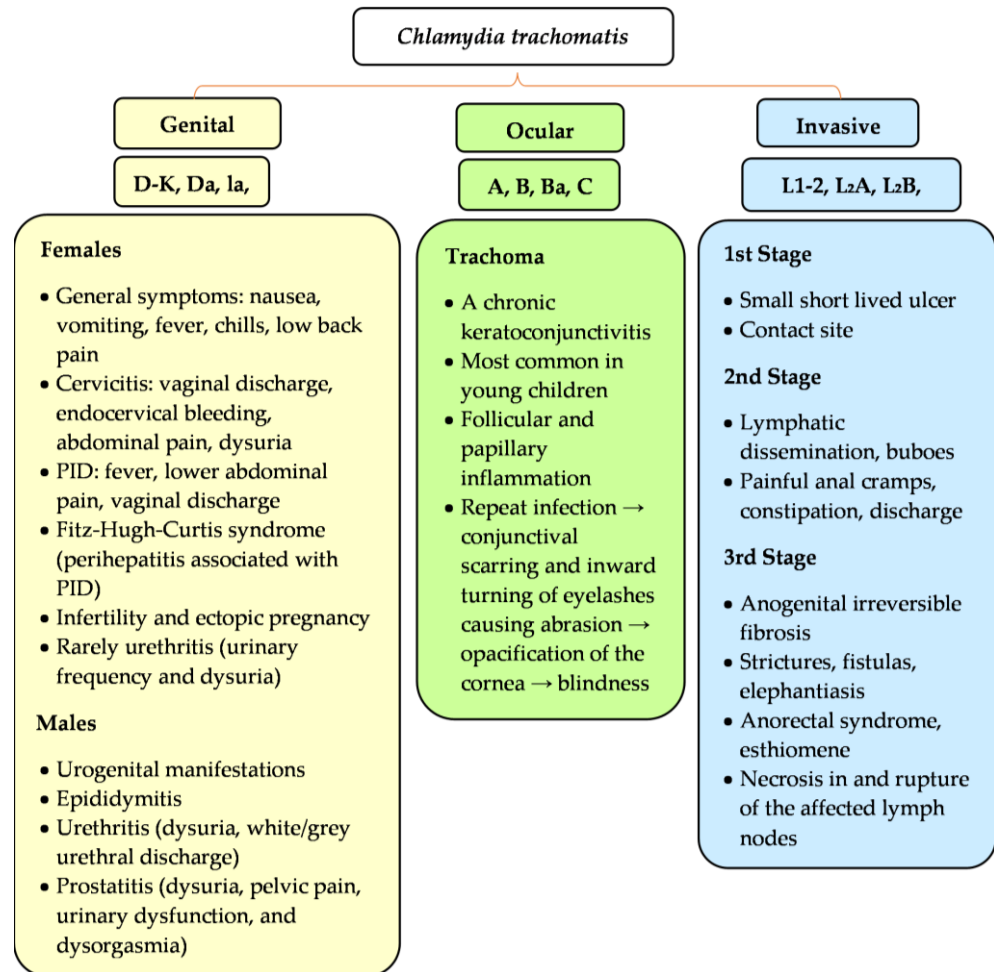 Chlamydia trachomatis
Genital
D-K, Da, la,
Females
• General symptoms: nausea,
vomiting, fever, chills, low back
pain
• Cervicitis: vaginal discharge,
endocervical bleeding,
abdominal pain, dysuria
• PID: fever, lower abdominal
pain, vaginal discharge
• Fitz-Hugh-Curtis syndrome
(perihepatitis associated with
PID)
• Infertility and ectopic pregnancy
• Rarely urethritis (urinary
frequency and dysuria)
Males
• Urogenital manifestations
• Epididymitis
• Urethritis (dysuria, white/grey
urethral discharge)
• Prostatitis (dysuria, pelvic pain,
urinary dysfunction, and
dysorgasmia)
Ocular
A, B, Ba, C
Trachoma
• A chronic
keratoconjunctivitis
• Most common in
young children
• Follicular and
papillary
inflammation
• Repeat infection →
conjunctival
scarring and inward
turning of eyelashes
causing abrasion →
opacification of the
cornea → blindness
Invasive
L1-2, L₂A, L₂B,
1st Stage
• Small short lived ulcer
• Contact site
2nd Stage
• Lymphatic
dissemination, buboes
• Painful anal cramps,
constipation, discharge
3rd Stage
• Anogenital irreversible
fibrosis
• Strictures, fistulas,
elephantiasis
• Anorectal syndrome,
esthiomene
• Necrosis in and rupture
of the affected lymph
nodes